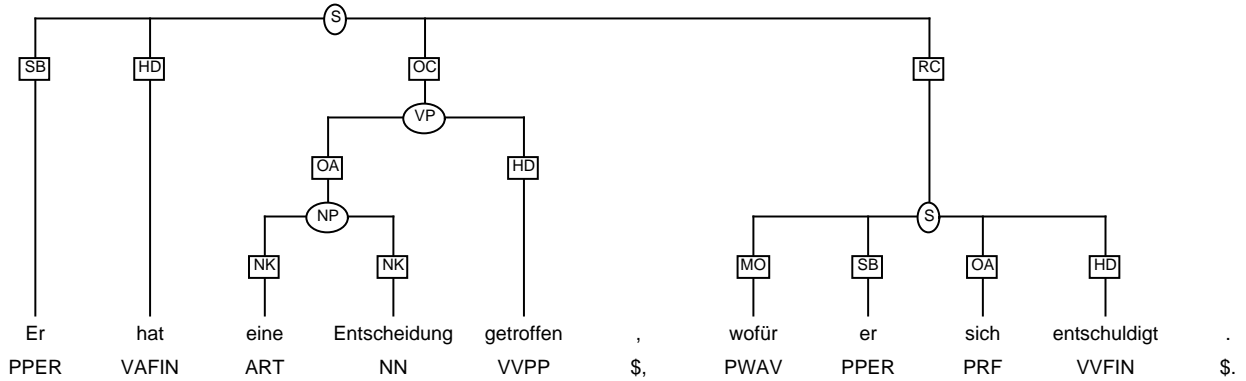 S
SB HD OC RC
VP
OA HD
NP S
NK NK MO SB OA HD
Er hat eine Entscheidung getroffen , wofür er sich entschuldigt .
PPER VAFIN ART NN VVPP $, PWAV PPER PRF VVFIN $.